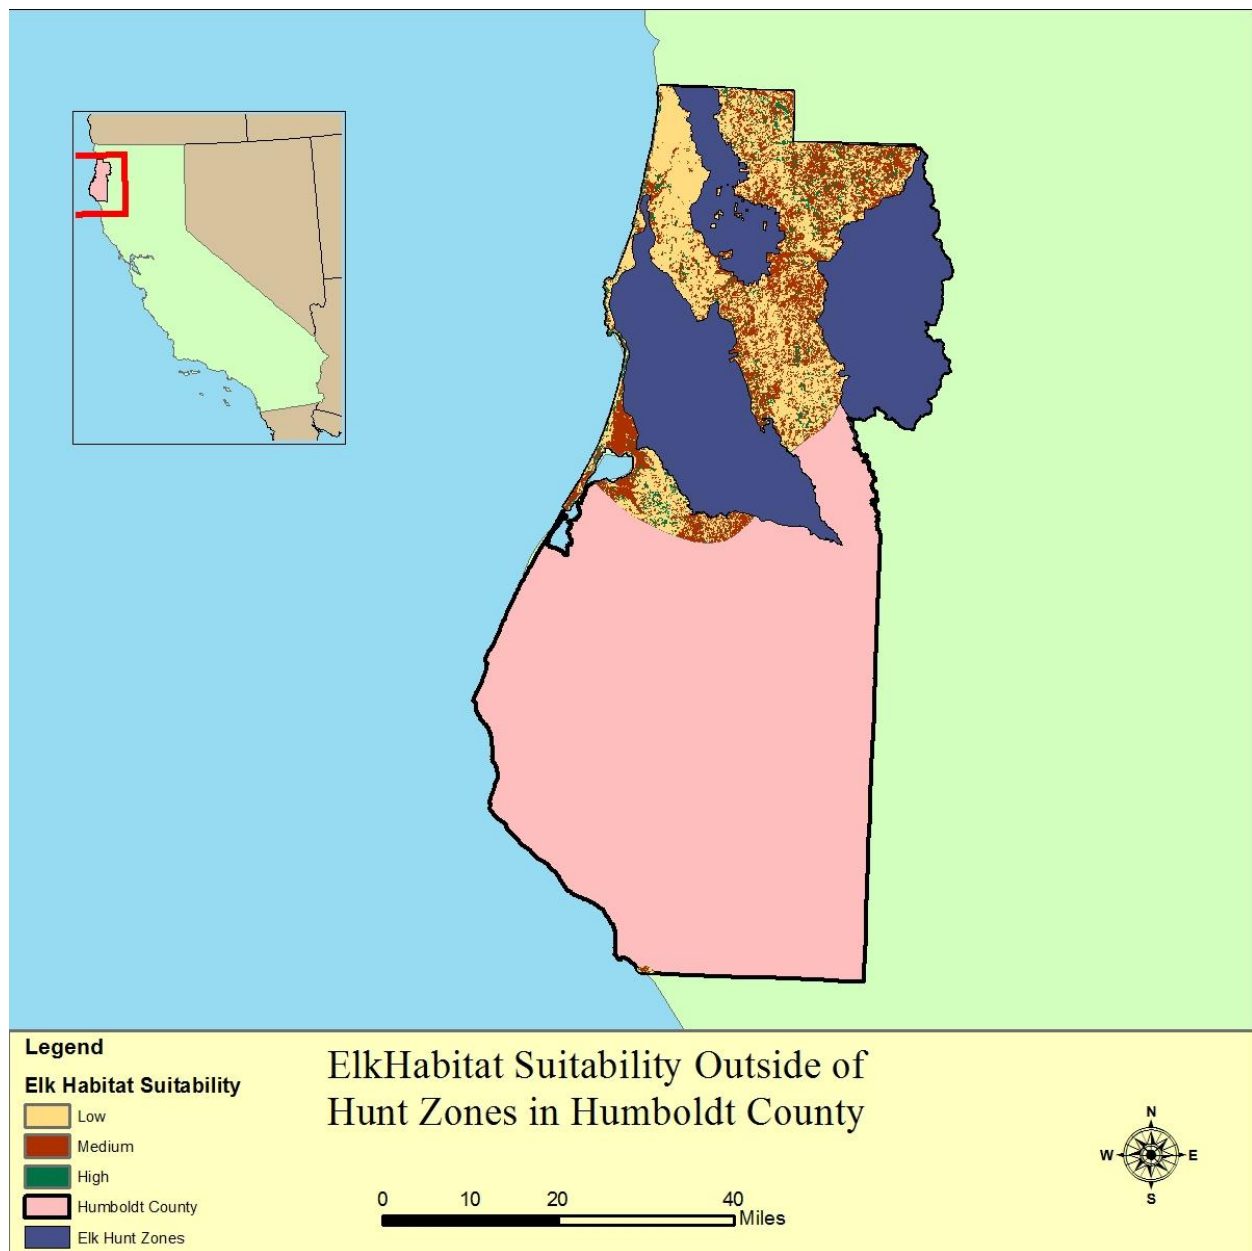 Legend
Elk Habitat Suitability
Low
Medium
High
Humboldt County
Elk Hunt Zones
ElkHabitat Suitability Outside of
Hunt Zones in Humboldt County
0 10 20 40
Miles
N
W E
S